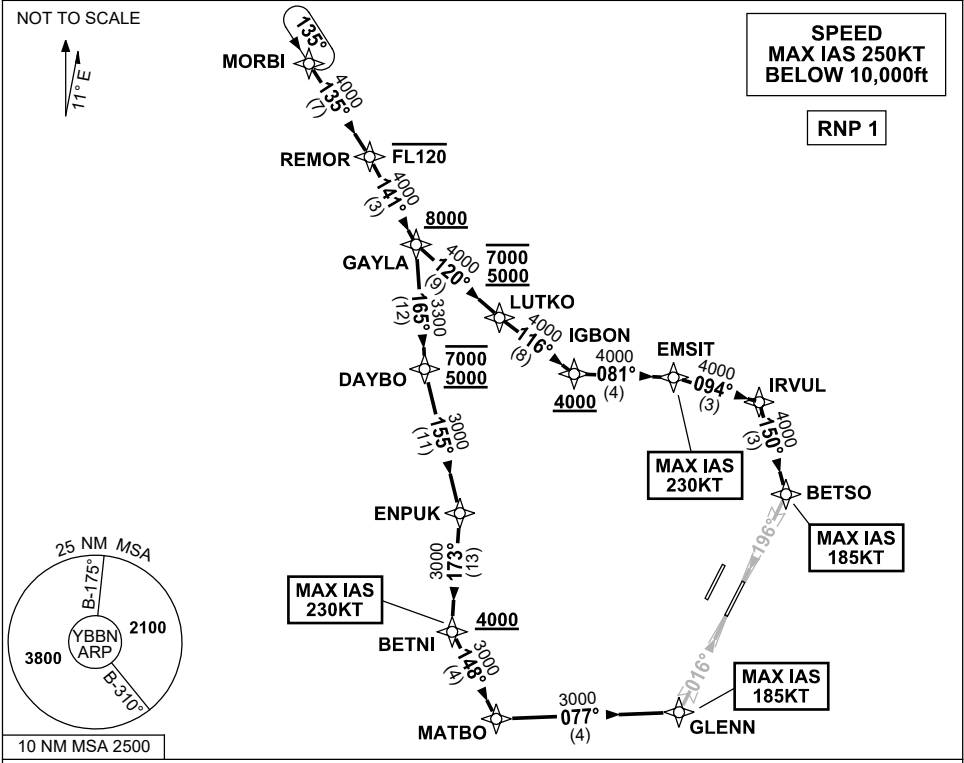 NOT TO SCALE
11° E
SPEED
MAX IAS 250KT
BELOW 10,000ft
RNP 1
135°
MORBI
4000
135°
(7)
REMOR
FL120
4000
141°
(3)
8000
GAYLA
4000
120°
(9)
7000
5000
LUTKO
3300
165°
(12)
4000
116°
(8)
IGBON
4000
4000
081°
(4)
EMSIT
4000
094°
(3)
IRVUL
DAYBO
7000
5000
MAX IAS
230KT
4000
150°
(3)
BETSO
MAX IAS
185KT
3000
155°
(11)
ENPUK
3000
173°
(13)
MAX IAS
230KT
4000
BETNI
3000
148°
(4)
MATBO
3000
077°
(4)
GLENN
MAX IAS
185KT
196°
016°
25 NM MSA
B-175°
YBBN
ARP
2100
3800
B-310°
10 NM MSA 2500